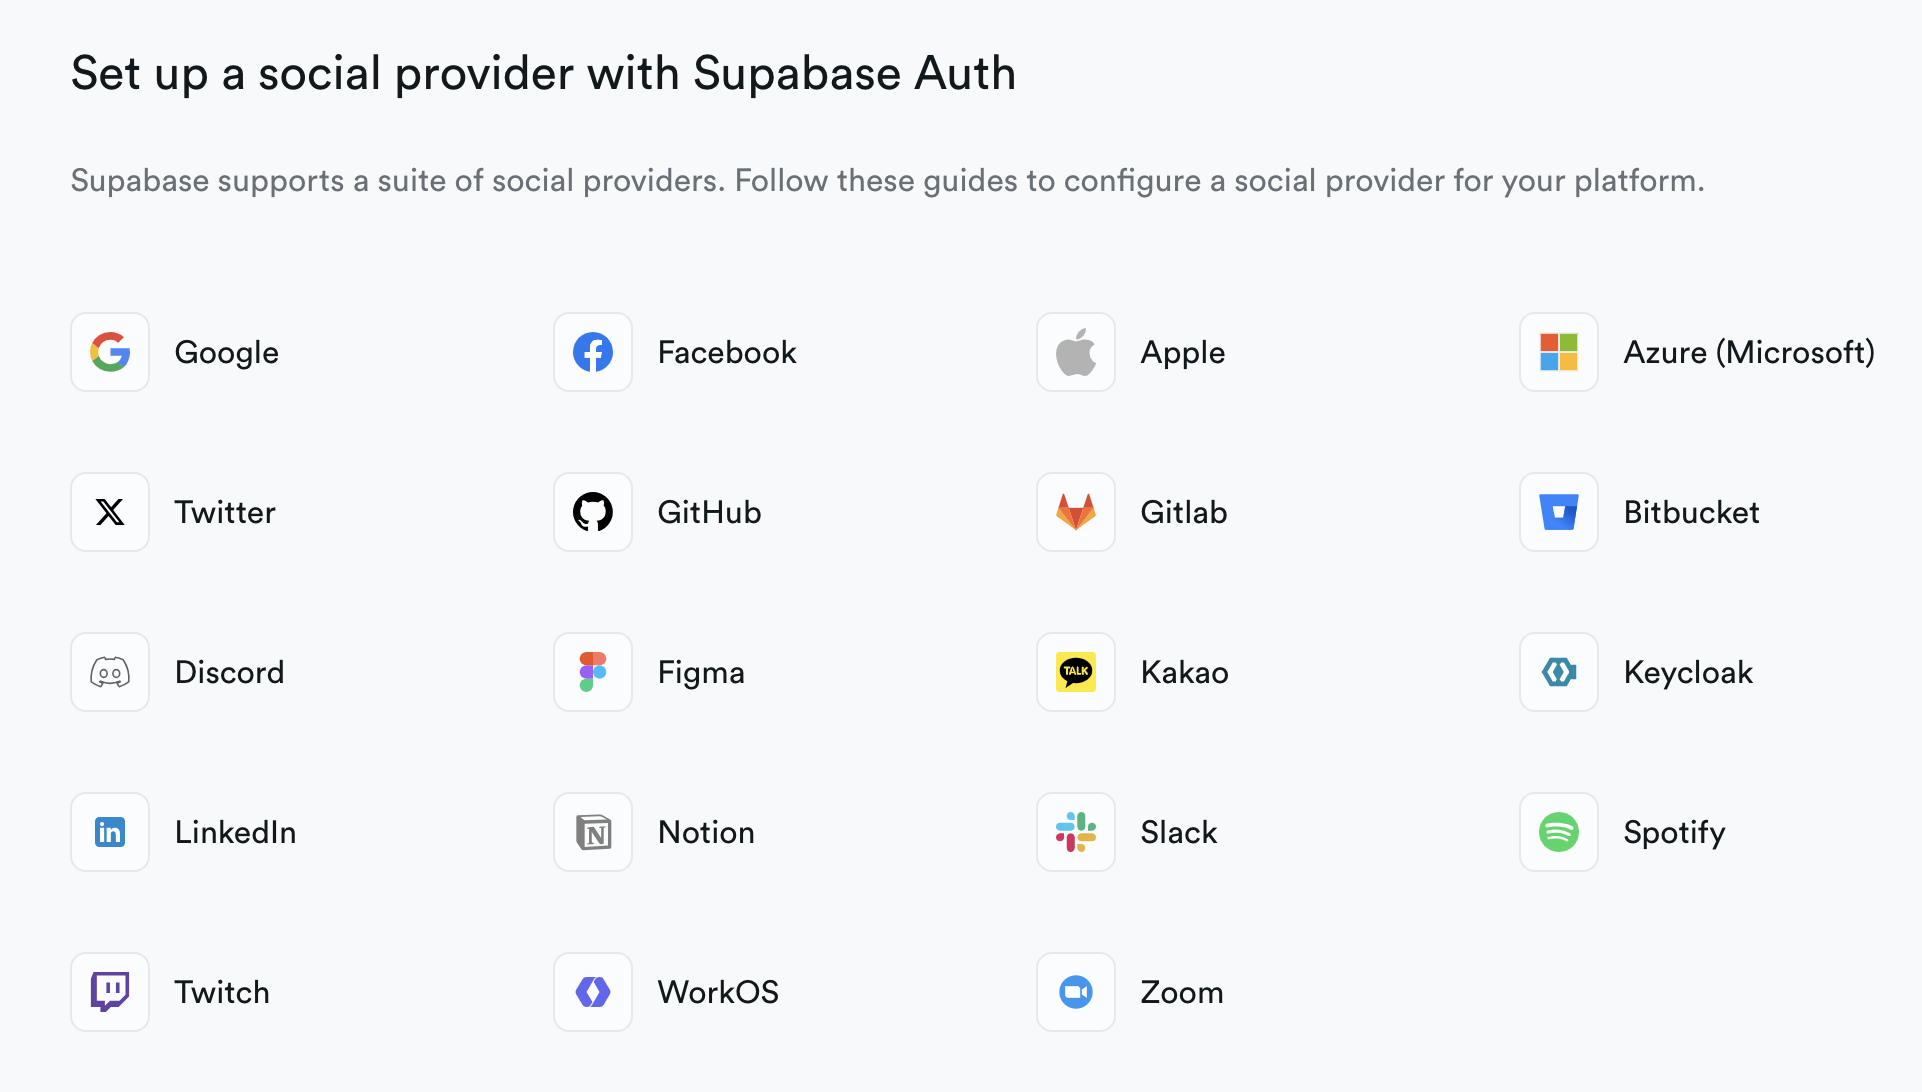 Set up a social provider with Supabase Auth
Supabase supports a suite of social providers. Follow these guides to configure a social provider for your platform.
Google
Facebook
Apple
Azure (Microsoft)
Twitter
GitHub
Gitlab
Bitbucket
Discord
Figma
TALK
Kakao
Keycloak
in
LinkedIn
N
Notion
Slack
Spotify
Twitch
WorkOS
Zoom